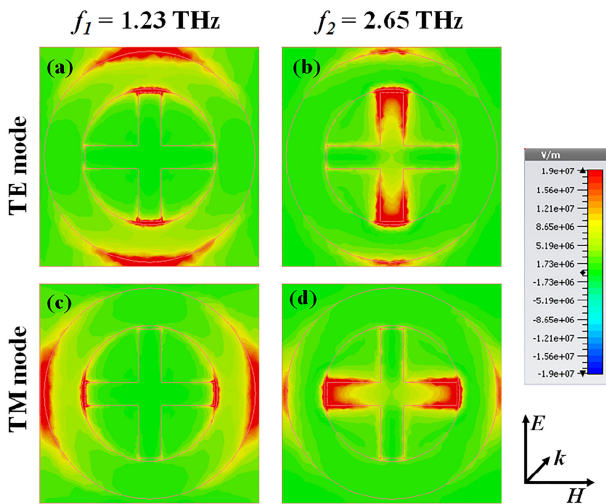 f1 = 1.23 THz
f2 = 2.65 THz
TE mode
(a)
(b)
TM mode
(c)
(d)
V/m
1.9e+07
1.56e+07
1.21e+07
8.65e+06
5.19e+06
1.73e+06
-1.73e+06
-5.19e+06
-8.65e+06
-1.21e+07
-1.56e+07
-1.9e+07
E
k
H